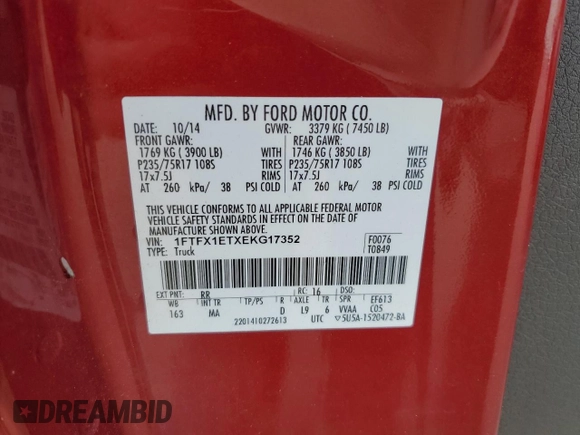 MFD. BY FORD MOTOR CO.
DATE: 10/14 GVWR: 3379 KG ( 7450 LB)
FRONT GAWR: REAR GAWR:
1769 KG ( 3900 LB) WITH 1746 KG ( 3850 LB) WITH
P235/75R17 108S TIRES P235/75R17 108S TIRES
17x7.5J RIMS 17x7.5J RIMS
AT 260 kPa/ 38 PSI COLD AT 260 kPa/ 38 PSI COLD
THIS VEHICLE CONFORMS TO ALL APPLICABLE FEDERAL MOTOR
VEHICLE SAFETY STANDARDS IN EFFECT ON THE DATE OF
MANUFACTURE SHOWN ABOVE.
VIN: 1FTFX1ETXEKG17352 F0076
TYPE: Truck T0849
EXT PNT: RR RC: 16 EF613
WB INT TR TP/PS R AXLE TR SPR COS
163 MA D L9 6 VVAA
2201410272613 UTC ▽5U5A-1520472-BA
DREAMBID